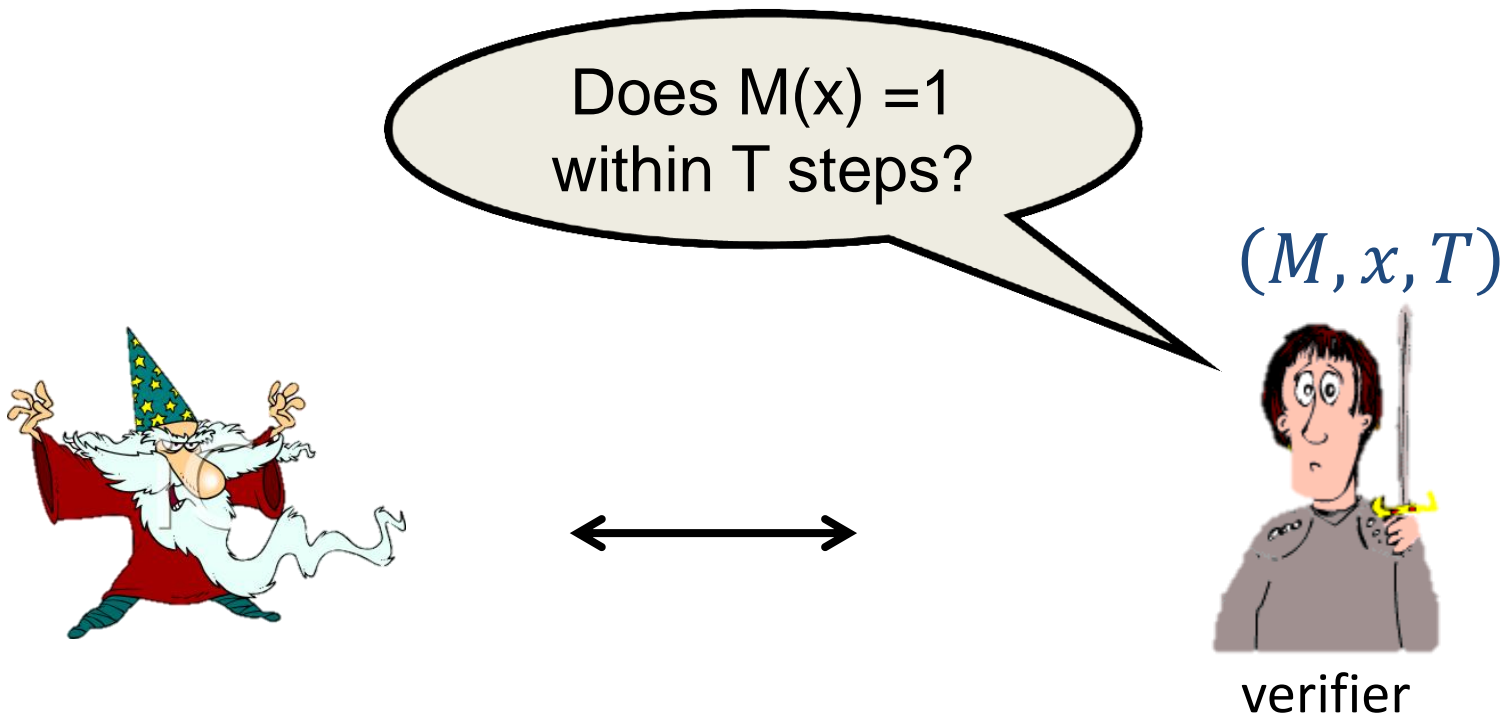 Does M(x) =1
within T steps?
(M, x, T)
verifier